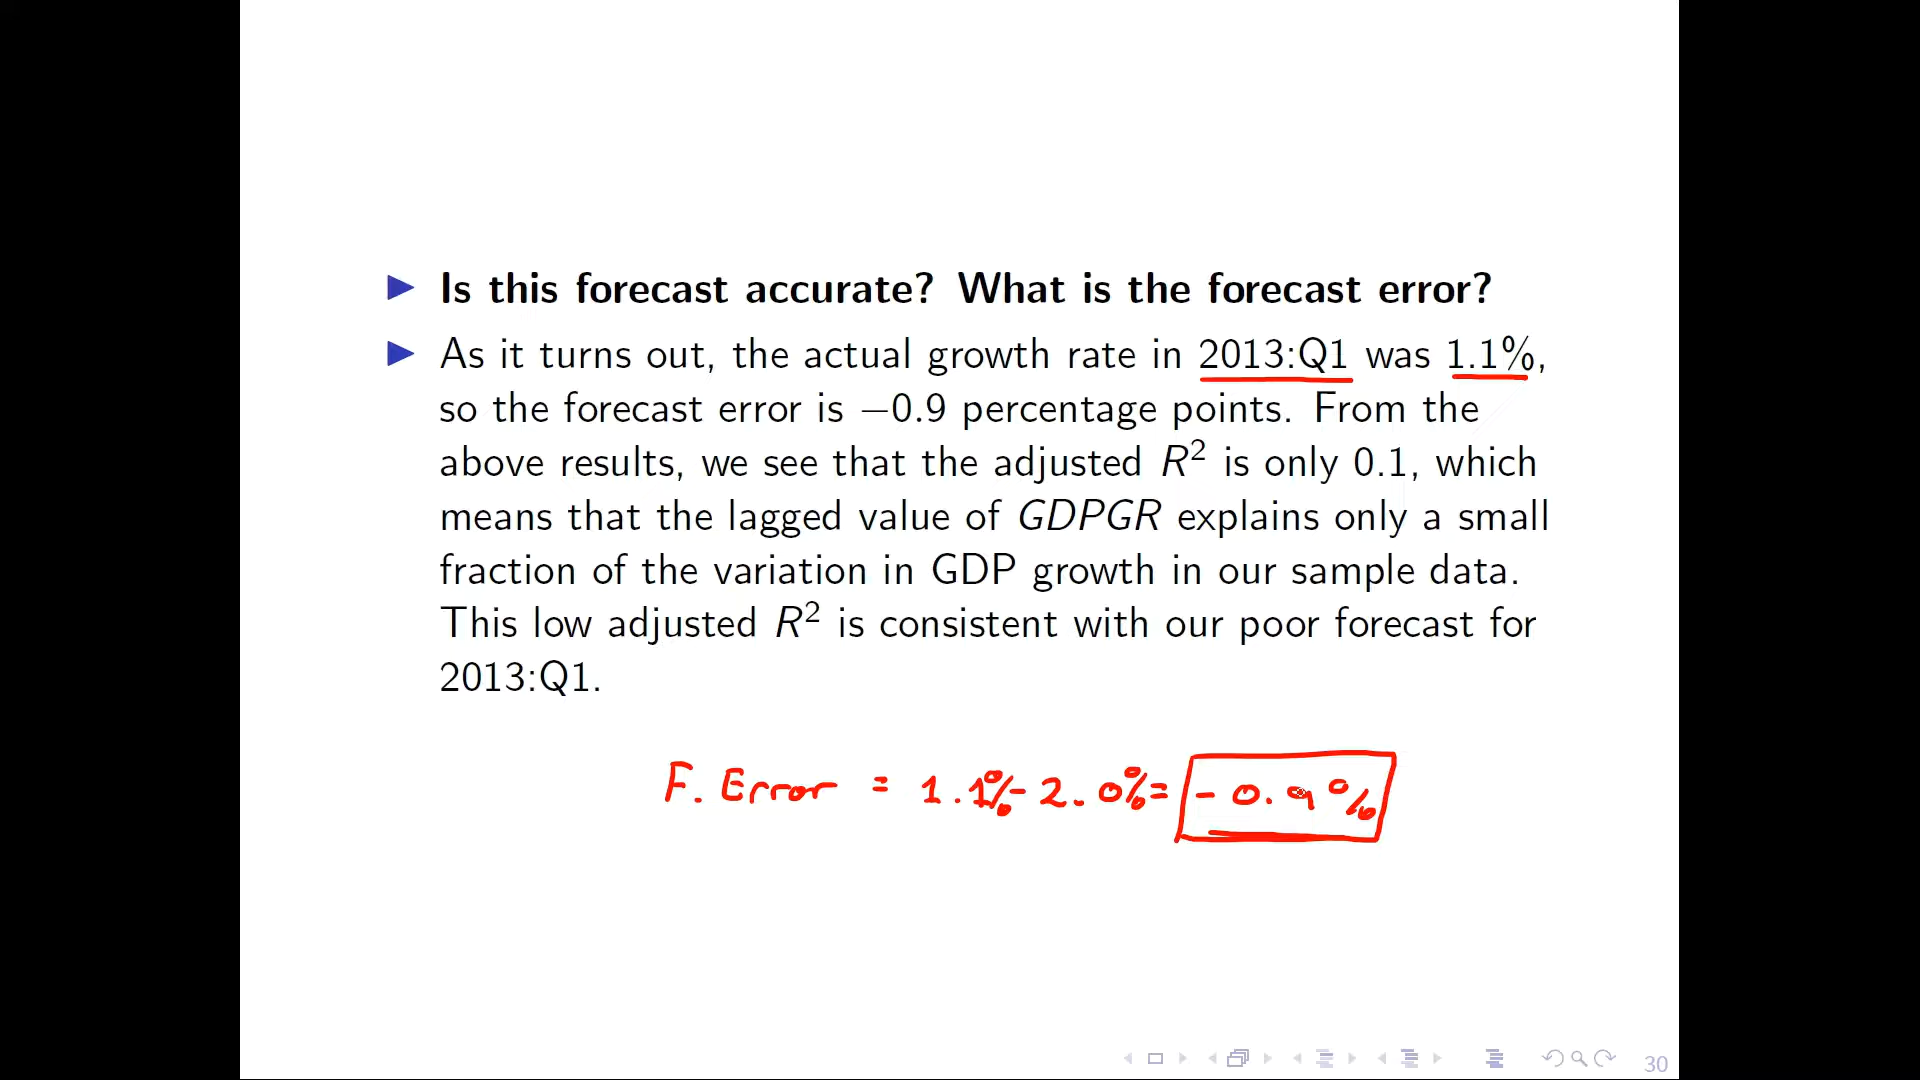 Is this forecast accurate? What is the forecast error?
As it turns out, the actual growth rate in 2013:Q1 was 1.1%,
so the forecast error is −0.9 percentage points. From the
above results, we see that the adjusted R² is only 0.1, which
means that the lagged value of GDPGR explains only a small
fraction of the variation in GDP growth in our sample data.
This low adjusted R² is consistent with our poor forecast for
2013:Q1.
F. Error = 1.1%-2.0%= -0.9%
30